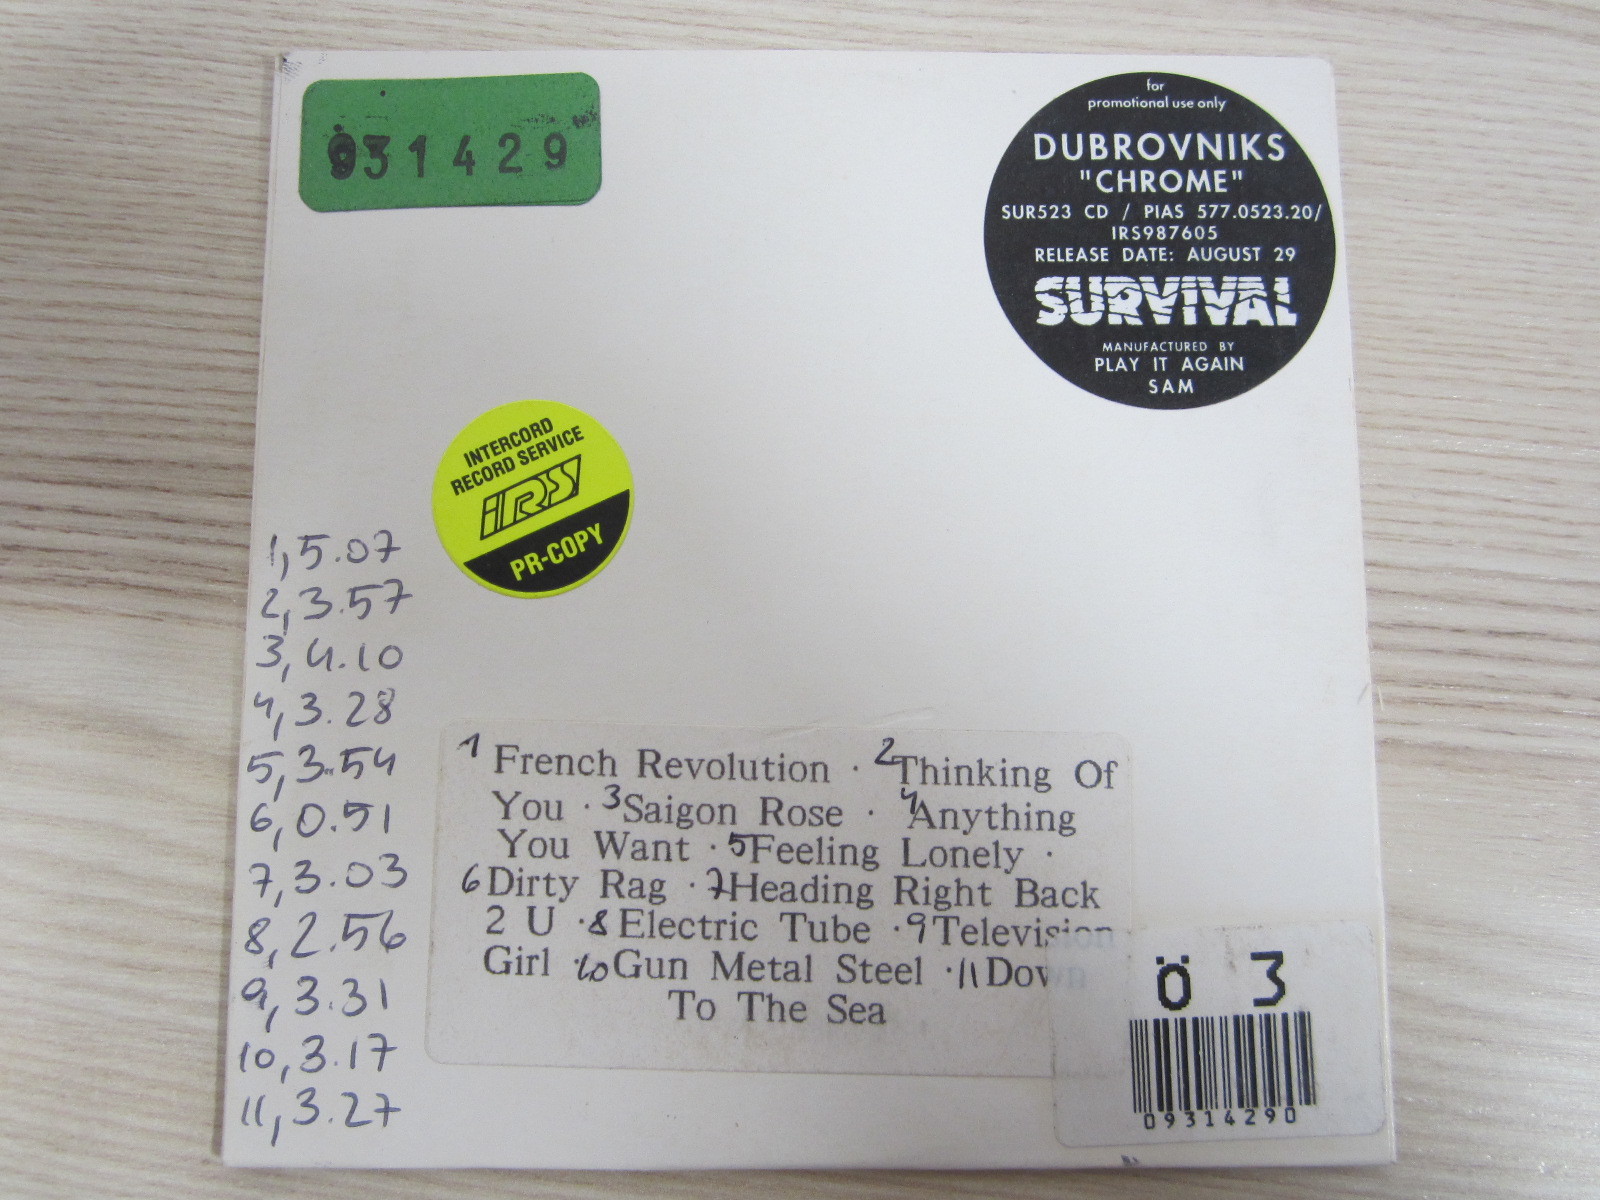 931429
for
promotional use only
DUBROVNIKS
"CHROME"
SUR523 CD / PIAS 577.0523.20/
IRS987605
RELEASE DATE: AUGUST 29
SURVIVAL
MANUFACTURED BY
PLAY IT AGAIN
SAM
INTERCORD
RECORD SERVICE
IRS
PR-COPY
1, 5.07
2, 3.57
3, 4.10
4, 3.28
5, 3.54
6, 0.51
7, 3.03
8, 2.56
9, 3.31
10, 3.17
11, 3.27
1 French Revolution · 2 Thinking Of
You · 3 Saigon Rose · 4 Anything
You Want · 5 Feeling Lonely ·
6 Dirty Rag · 7 Heading Right Back
2 U · 8 Electric Tube · 9 Television
Girl · 10 Gun Metal Steel · 11 Down
To The Sea
Ö 3
09314290